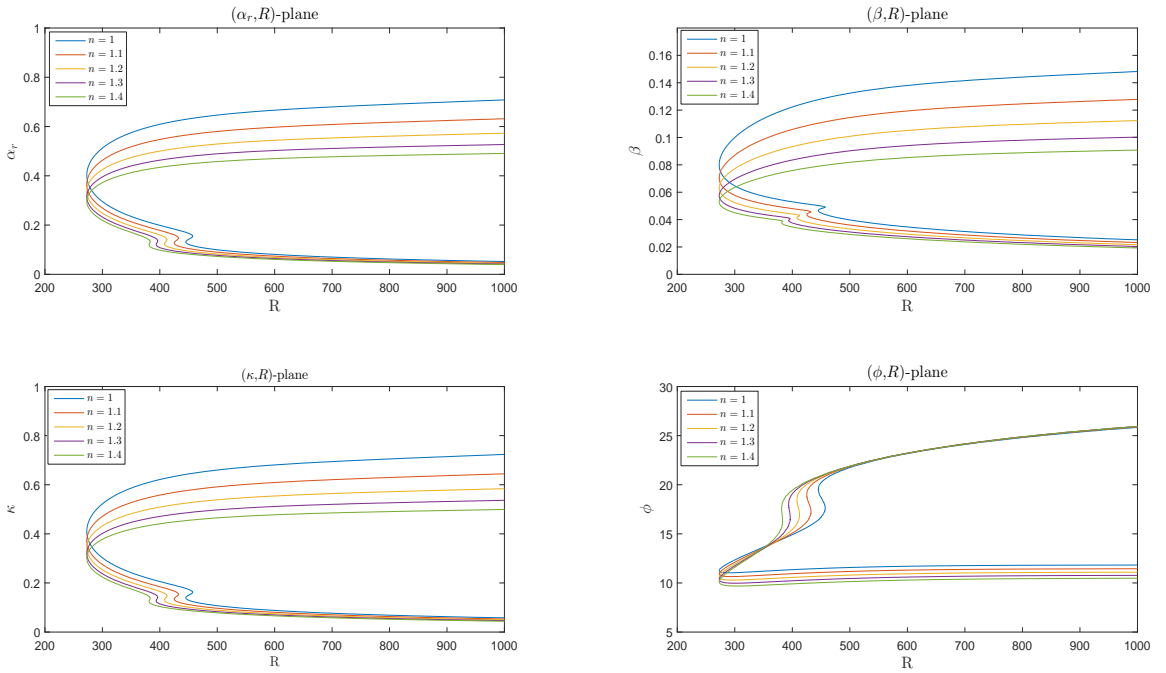 (α_r,R)-plane
1
0.8
0.6
0.4
0.2
0
α_r
n = 1
n = 1.1
n = 1.2
n = 1.3
n = 1.4
200 300 400 500 600 700 800 900 1000
R
(β,R)-plane
0.16
0.14
0.12
0.1
0.08
0.06
0.04
0.02
0
β
n = 1
n = 1.1
n = 1.2
n = 1.3
n = 1.4
200 300 400 500 600 700 800 900 1000
R
(κ,R)-plane
1
0.8
0.6
0.4
0.2
0
κ
n = 1
n = 1.1
n = 1.2
n = 1.3
n = 1.4
200 300 400 500 600 700 800 900 1000
R
(ϕ,R)-plane
30
25
20
15
10
5
ϕ
n = 1
n = 1.1
n = 1.2
n = 1.3
n = 1.4
200 300 400 500 600 700 800 900 1000
R